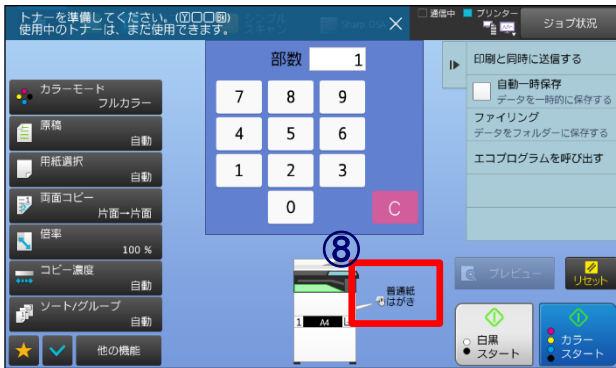 トナーを準備してください。(Y□□Bk)
使用中のトナーは、まだ使用できます。
Sharp OSA
通信中
プリンター
ジョブ状況
部数
1
7 8 9
4 5 6
1 2 3
0
C
カラーモード
フルカラー
原稿
自動
用紙選択
自動
両面コピー
片面→片面
倍率
100 %
コピー濃度
自動
ソート/グループ
自動
他の機能
⑧
普通紙
はがき
1 A4
印刷と同時に送信する
自動一時保存
データを一時的に保存する
ファイリング
データをフォルダーに保存する
エコプログラムを呼び出す
プレビュー
リセット
白黒
スタート
カラー
スタート